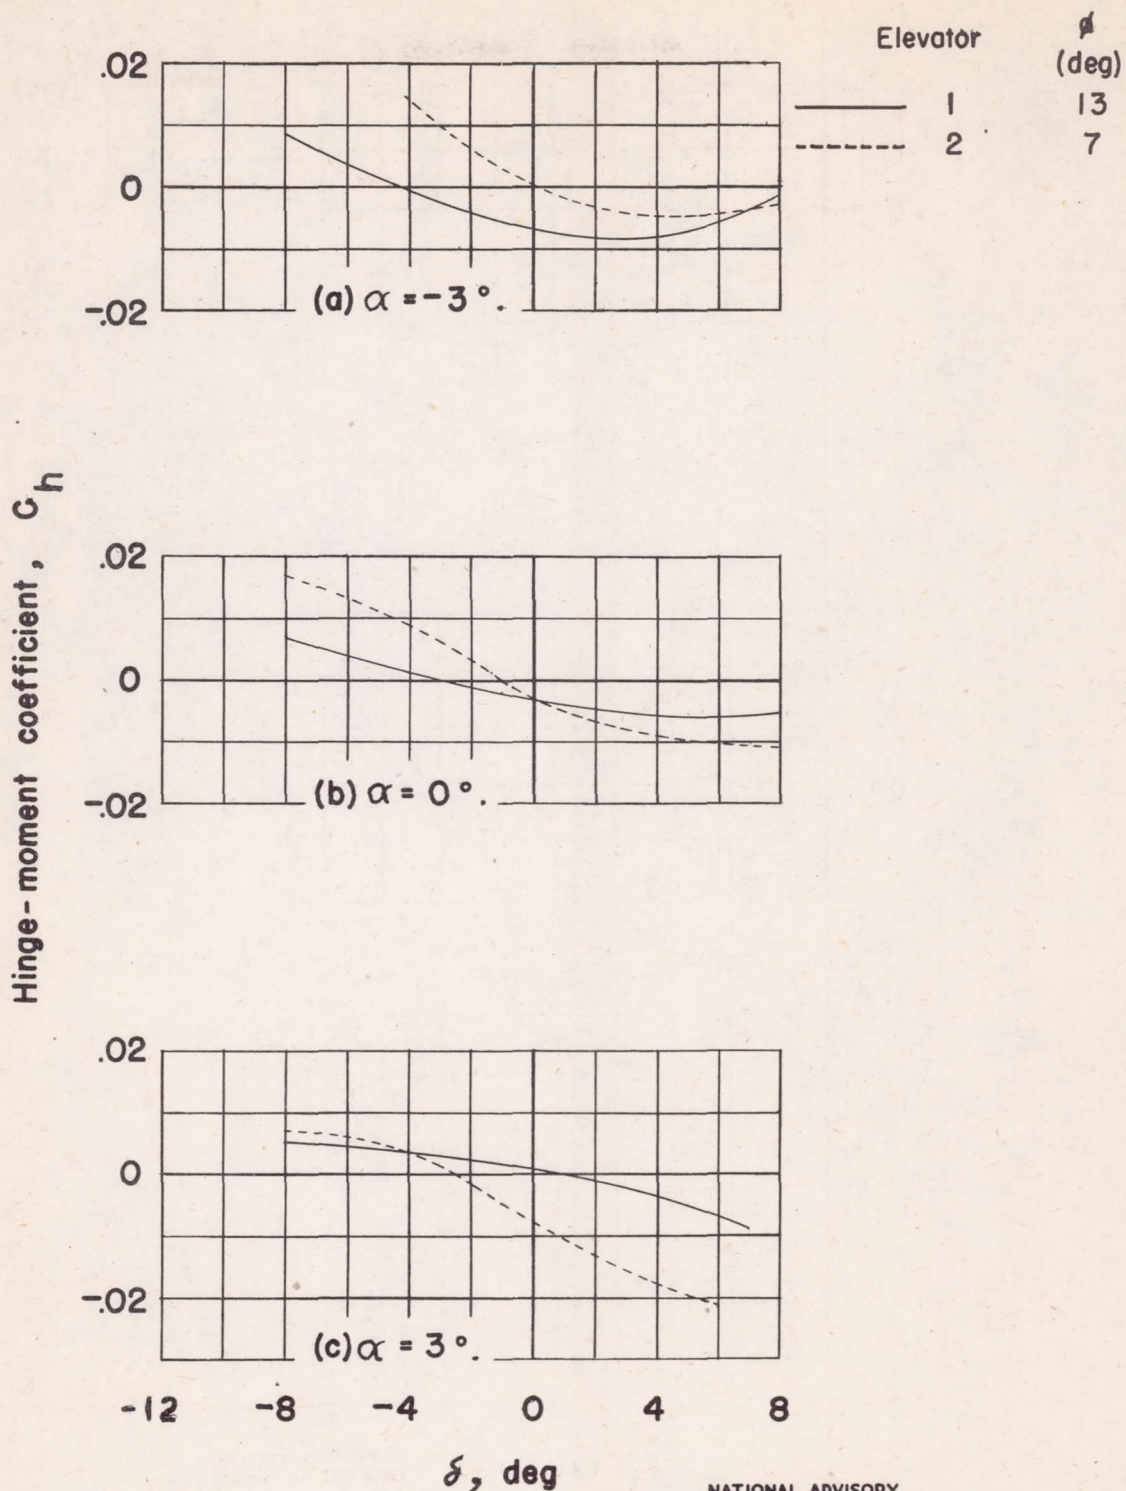 Elevator ϕ
(deg)
1 13
2 7
.02
0
-.02
(a) α = -3°.
Hinge-moment coefficient, Ch
.02
0
-.02
(b) α = 0°.
.02
0
-.02
(c) α = 3°.
-12 -8 -4 0 4 8
δ, deg
NATIONAL ADVISORY